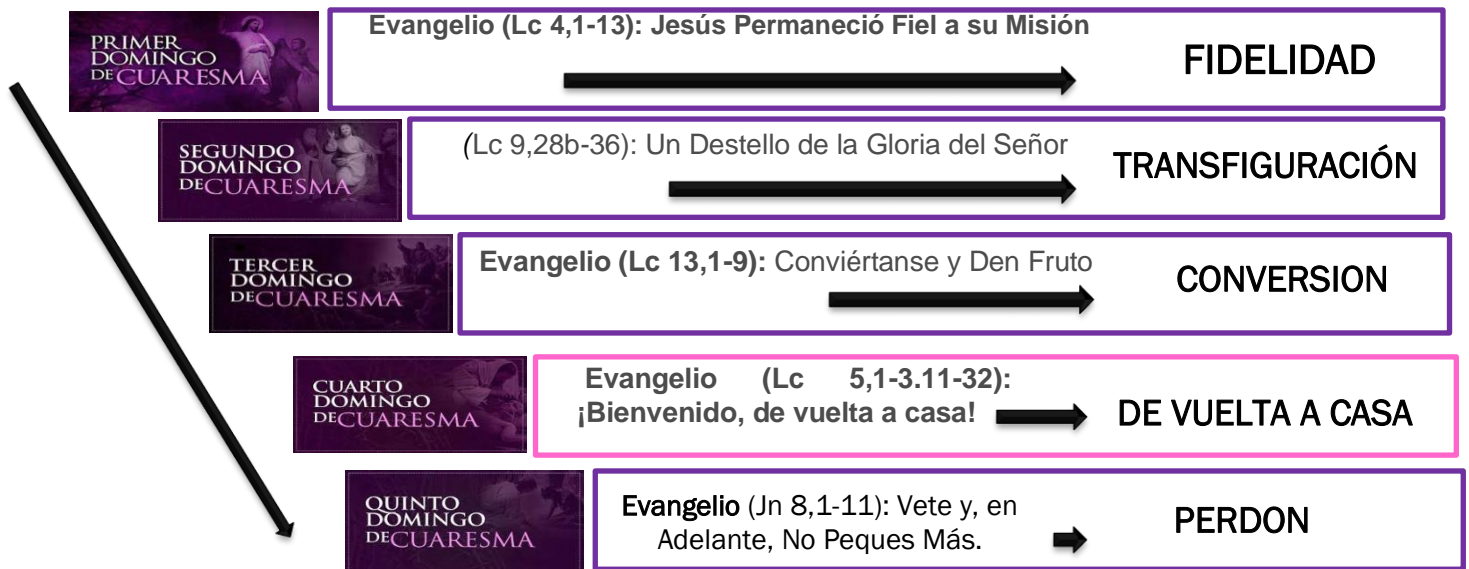 PRIMER
DOMINGO
DE CUARESMA
Evangelio (Lc 4,1-13): Jesús Permaneció Fiel a su Misión
FIDELIDAD
SEGUNDO
DOMINGO
DE CUARESMA
(Lc 9,28b-36): Un Destello de la Gloria del Señor
TRANSFIGURACIÓN
TERCER
DOMINGO
DE CUARESMA
Evangelio (Lc 13,1-9): Conviértanse y Den Fruto
CONVERSION
CUARTO
DOMINGO
DE CUARESMA
Evangelio (Lc 5,1-3.11-32):
¡Bienvenido, de vuelta a casa!
DE VUELTA A CASA
QUINTO
DOMINGO
DE CUARESMA
Evangelio (Jn 8,1-11): Vete y, en
Adelante, No Peques Más.
PERDON